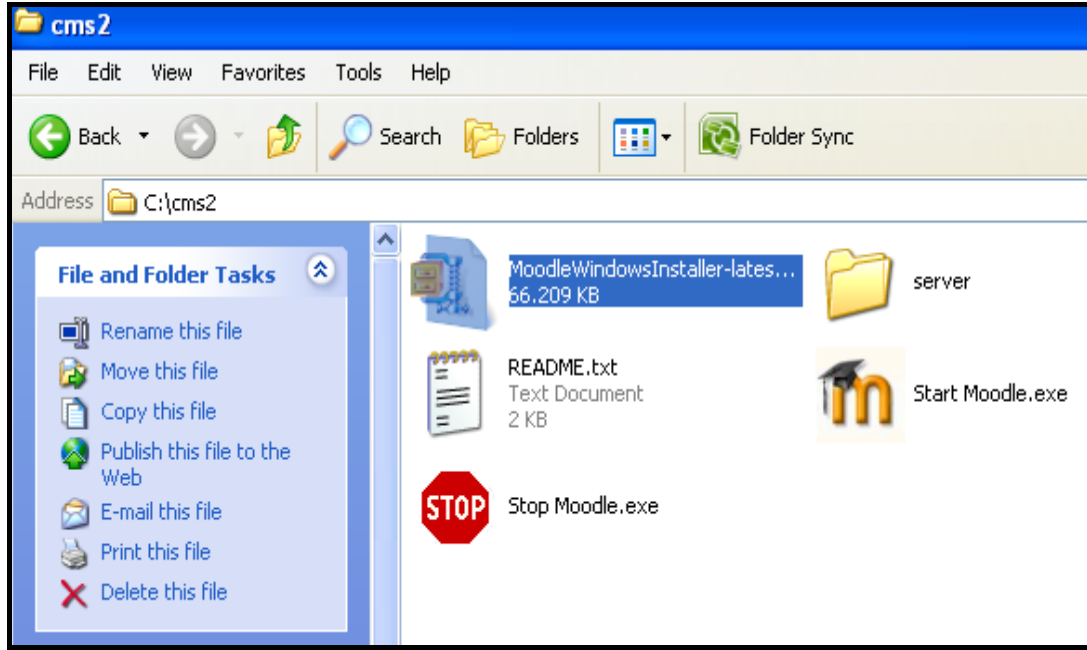 cms2
File Edit View Favorites Tools Help
Back Search Folders Folder Sync
Address C:\cms2
File and Folder Tasks
Rename this file
Move this file
Copy this file
Publish this file to the
Web
E-mail this file
Print this file
Delete this file
MoodleWindowsInstaller-lates...
66.209 KB
server
README.txt
Text Document
2 KB
Start Moodle.exe
STOP
Stop Moodle.exe